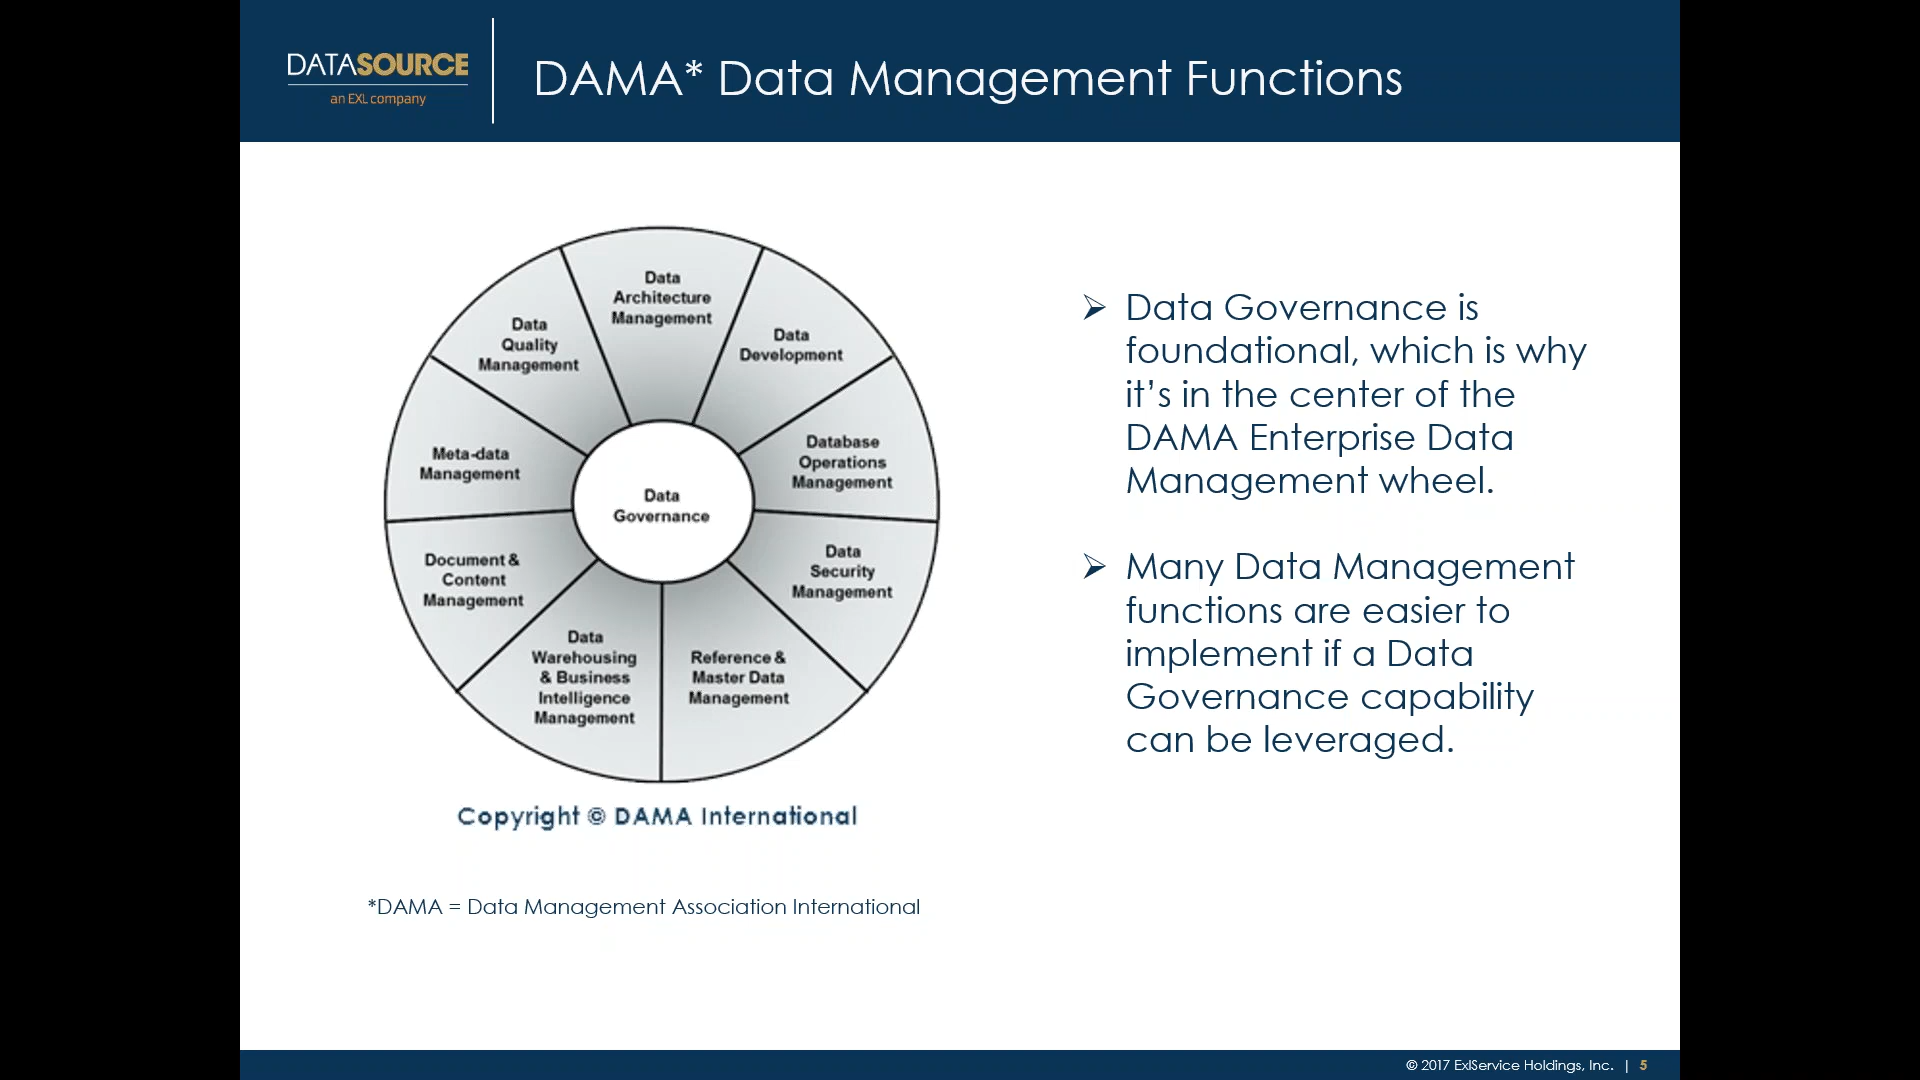 DATASOURCE
an EXL company
DAMA* Data Management Functions
Data
Architecture
Management
Data
Development
Database
Operations
Management
Data
Security
Management
Reference &
Master Data
Management
Data
Warehousing
& Business
Intelligence
Management
Document &
Content
Management
Meta-data
Management
Data
Quality
Management
Data
Governance
Copyright © DAMA International
*DAMA = Data Management Association International
➢ Data Governance is
foundational, which is why
it’s in the center of the
DAMA Enterprise Data
Management wheel.
➢ Many Data Management
functions are easier to
implement if a Data
Governance capability
can be leveraged.
© 2017 ExlService Holdings, Inc. | 5